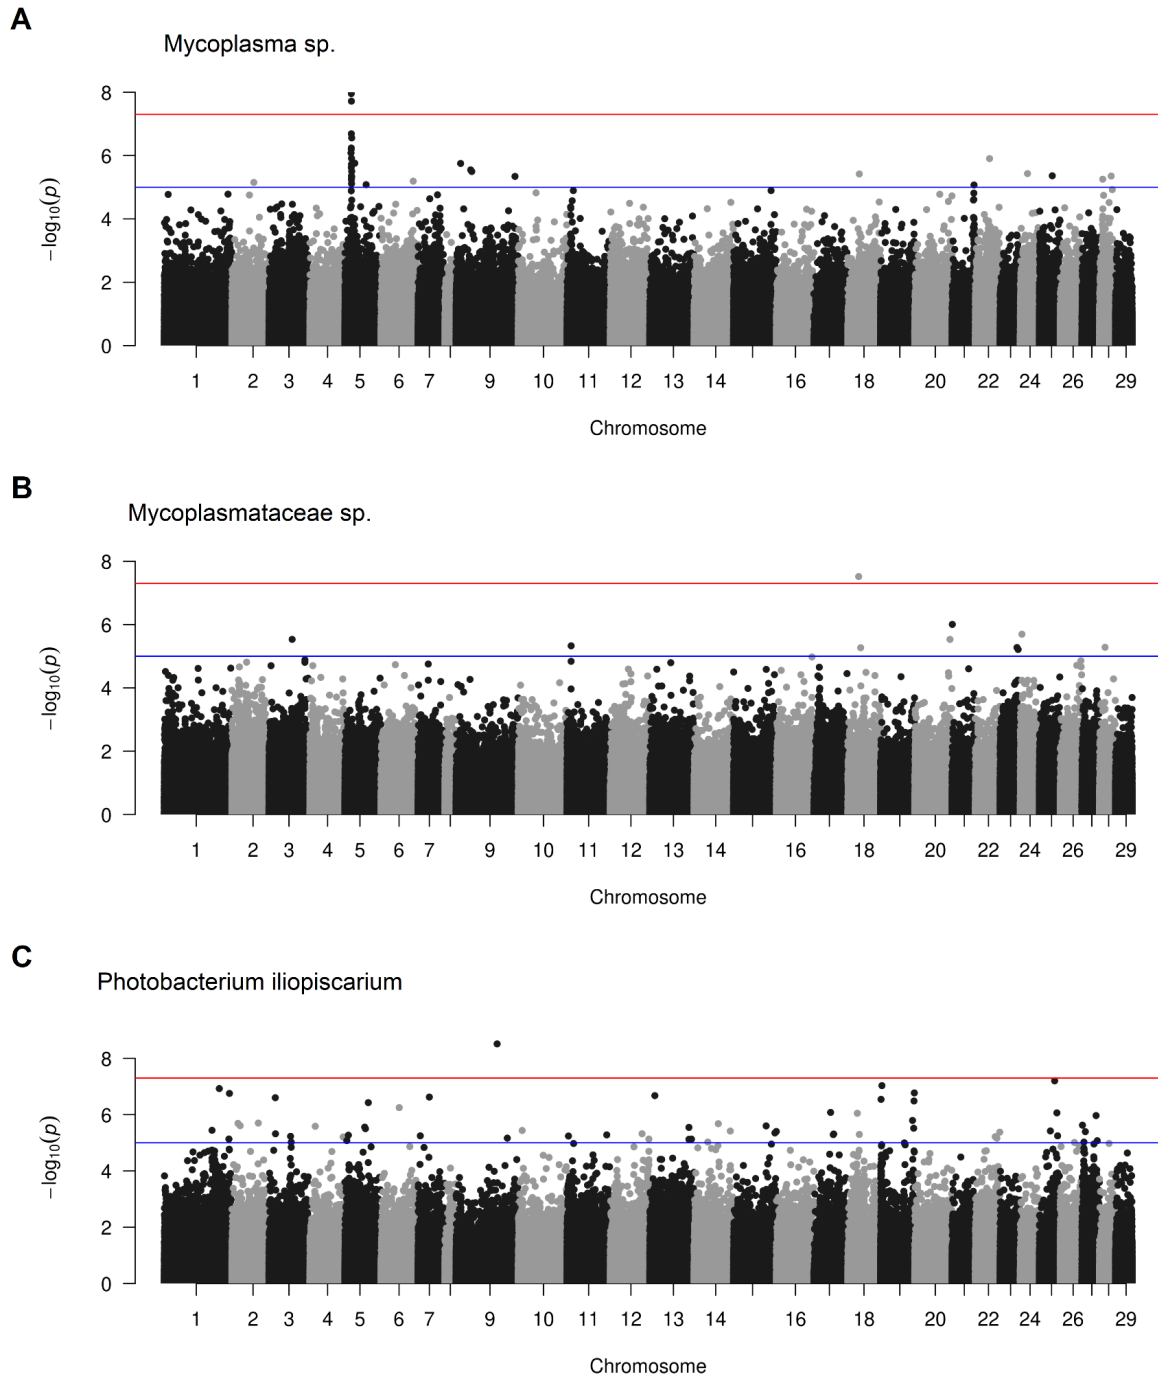 A
Mycoplasma sp.
8
6
4
2
0
−log10(p)
1 2 3 4 5 6 7 9 10 11 12 13 14 16 18 20 22 24 26 29
Chromosome
B
Mycoplasmataceae sp.
8
6
4
2
0
−log10(p)
1 2 3 4 5 6 7 9 10 11 12 13 14 16 18 20 22 24 26 29
Chromosome
C
Photobacterium iliopiscarium
8
6
4
2
0
−log10(p)
1 2 3 4 5 6 7 9 10 11 12 13 14 16 18 20 22 24 26 29
Chromosome